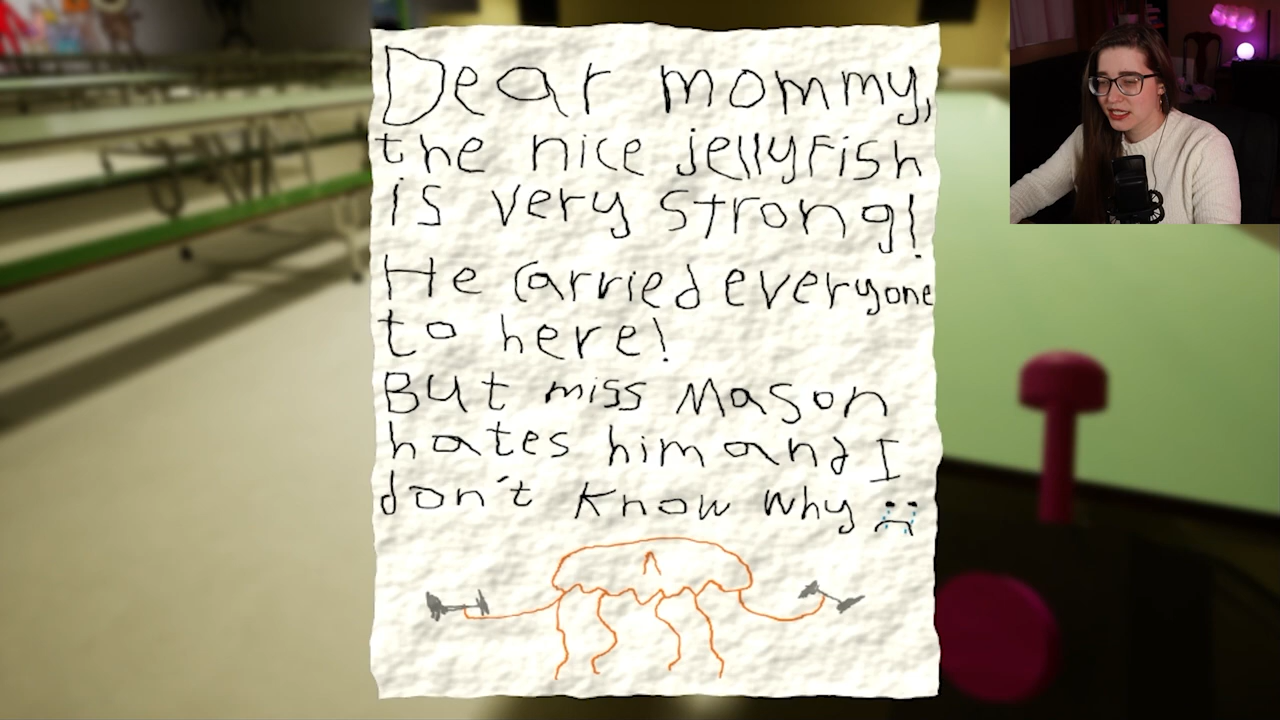 Dear mommy,
the nice jellyfish
is very strong!
He carried everyone
to here!
But miss Mason
hates him and I
don't know why